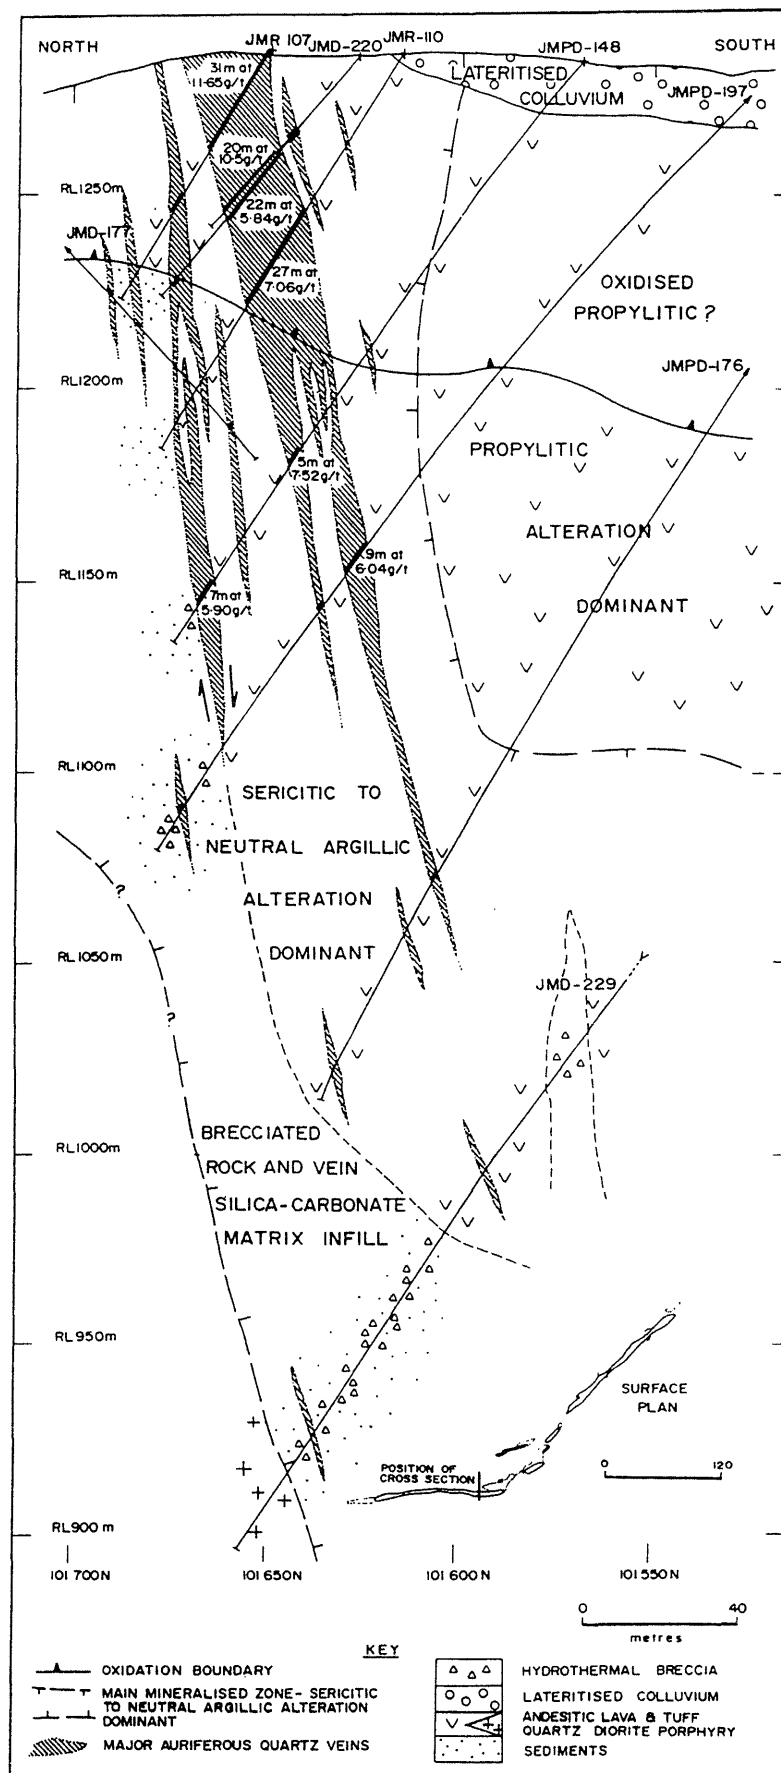 NORTH
JMR 107
JMD-220
JMR-110
JMPD-148
SOUTH
31m at
11·65g/t
LATERITISED
COLLUVIUM
JMPD-197
20m at
10·5g/t
RL1250m
22m at
5·84g/t
JMD-177
27m at
7·06g/t
OXIDISED
PROPYLITIC ?
RL1200m
JMPD-176
PROPYLITIC
5m at
7·52g/t
ALTERATION
9m at
6·04g/t
RL1150m
7m at
5·90g/t
DOMINANT
RL1100m
SERICITIC TO
NEUTRAL ARGILLIC
?
ALTERATION
DOMINANT
RL1050m
JMD-229
?
BRECCIATED
RL1000m
ROCK AND VEIN
SILICA-CARBONATE
MATRIX INFILL
RL950m
SURFACE
PLAN
POSITION OF
CROSS SECTION
0 120
RL900m
101 700N 101 650N 101 600N 101 550N
0 40
metres
KEY
OXIDATION BOUNDARY
MAIN MINERALISED ZONE- SERICITIC
TO NEUTRAL ARGILLIC ALTERATION
DOMINANT
MAJOR AURIFEROUS QUARTZ VEINS
HYDROTHERMAL BRECCIA
LATERITISED COLLUVIUM
ANDESITIC LAVA & TUFF
QUARTZ DIORITE PORPHYRY
SEDIMENTS